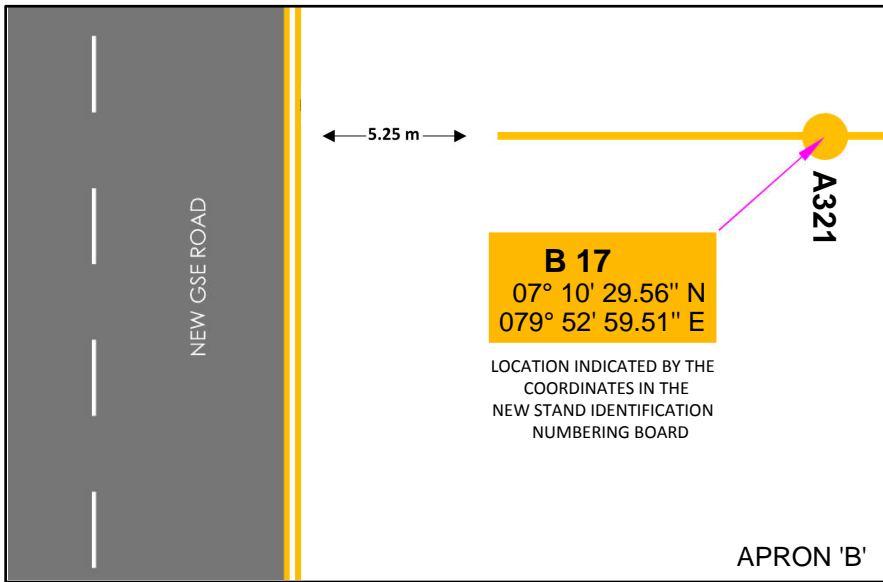 5.25 m
A321
NEW GSE ROAD
B 17
07° 10' 29.56" N
079° 52' 59.51" E
LOCATION INDICATED BY THE
COORDINATES IN THE
NEW STAND IDENTIFICATION
NUMBERING BOARD
APRON 'B'